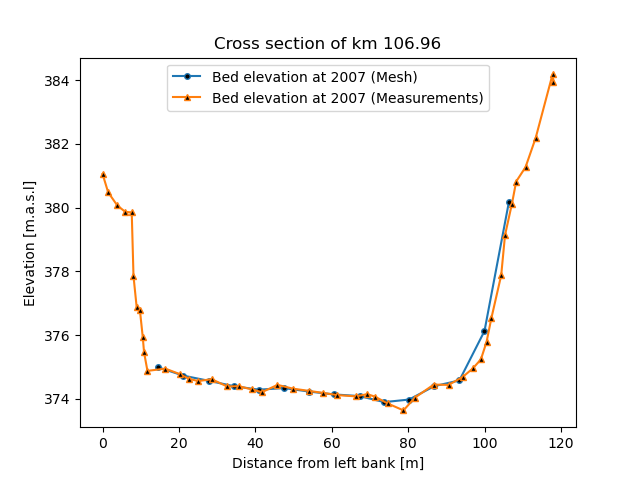 Cross section of km 106.96
Bed elevation at 2007 (Mesh)
Bed elevation at 2007 (Measurements)
Elevation [m.a.s.l]
384
382
380
378
376
374
0 20 40 60 80 100 120
Distance from left bank [m]